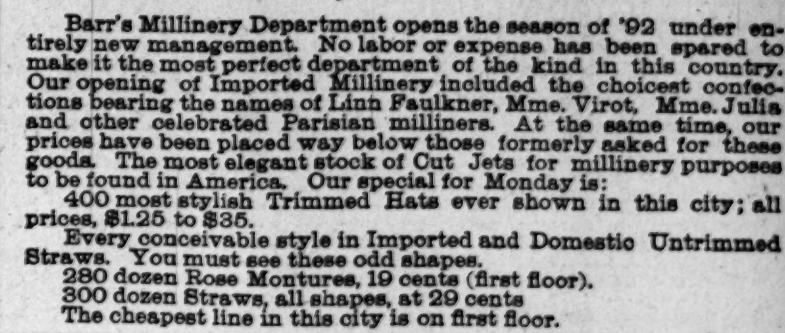 Barr's Millinery Department opens the season of '92 under en-
tirely new management. No labor or expense has been spared to
make it the most perfect department of the kind in this country.
Our opening of Imported Millinery included the choicest confec-
tions bearing the names of Linn Faulkner, Mme. Virot, Mme. Julia
and other celebrated Parisian milliners. At the same time, our
prices have been placed way below those formerly asked for these
goods. The most elegant stock of Cut Jets for millinery purposes
to be found in America. Our special for Monday is:
400 most stylish Trimmed Hats ever shown in this city; all
prices, $1.25 to $35.
Every conceivable style in Imported and Domestic Untrimmed
Straws. You must see these odd shapes.
280 dozen Rose Montures, 19 cents (first floor).
300 dozen Straws, all shapes, at 29 cents
The cheapest line in this city is on first floor.